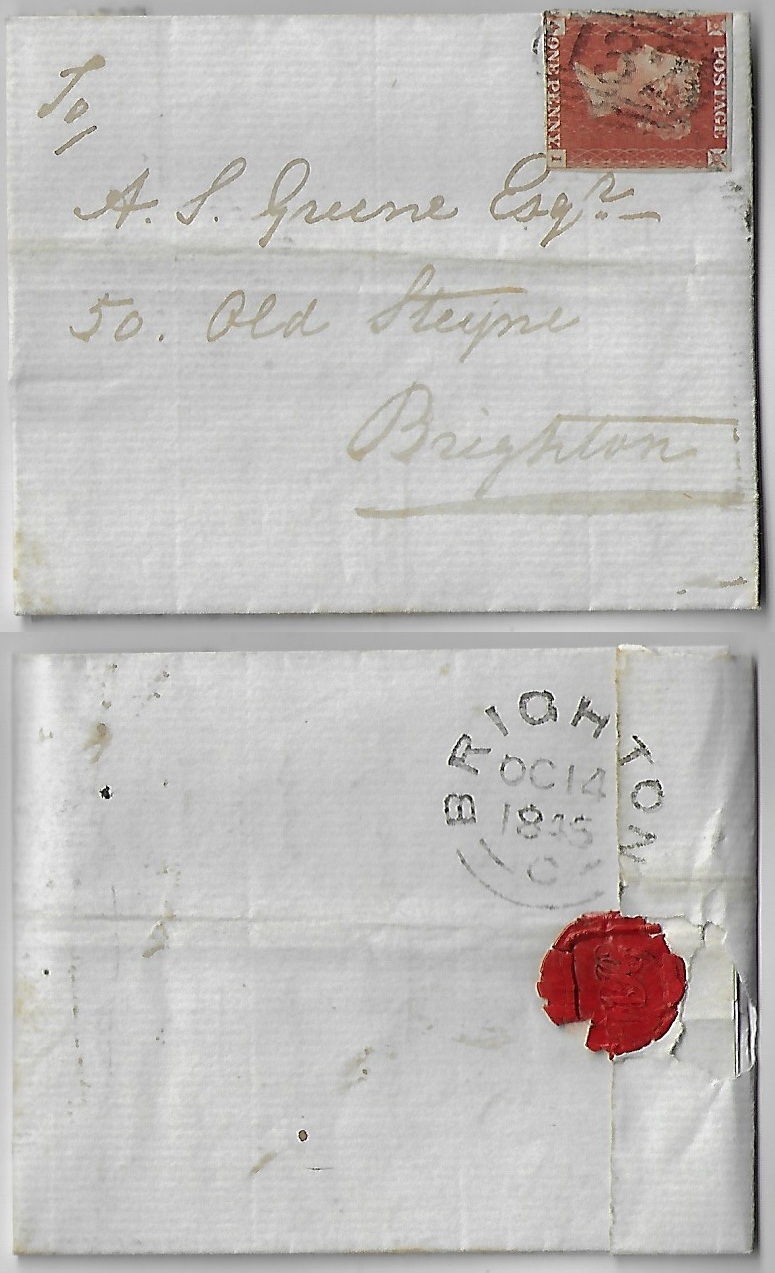 POSTAGE
ONE PENNY
I
To/
A. S. Greene Esqr.
50. Old Steyne
Brighton
BRIGHTON
OC 14
1845
C